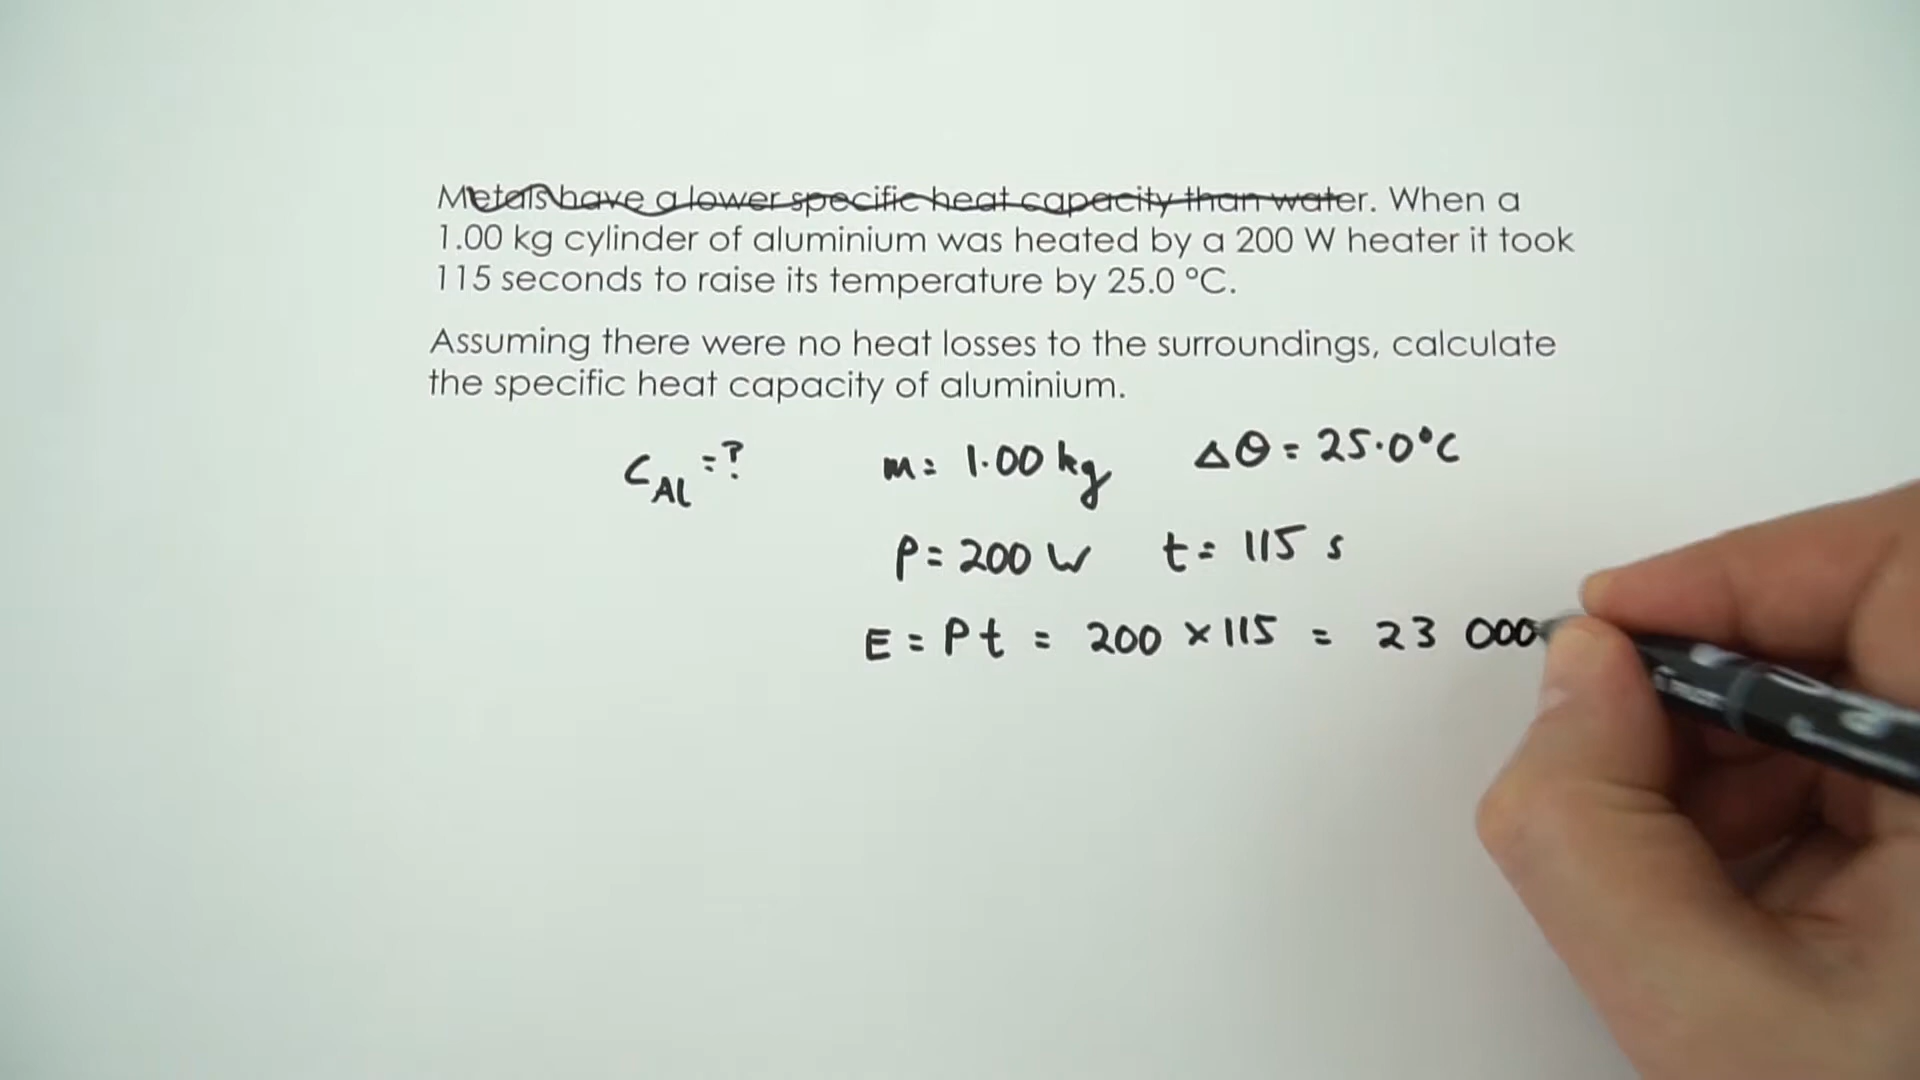 Metals have a lower specific heat capacity than water. When a
1.00 kg cylinder of aluminium was heated by a 200 W heater it took
115 seconds to raise its temperature by 25.0 °C.
Assuming there were no heat losses to the surroundings, calculate
the specific heat capacity of aluminium.
C_Al = ? m = 1.00 kg Δθ = 25.0°C
P = 200 W t = 115 s
E = Pt = 200 × 115 = 23 000